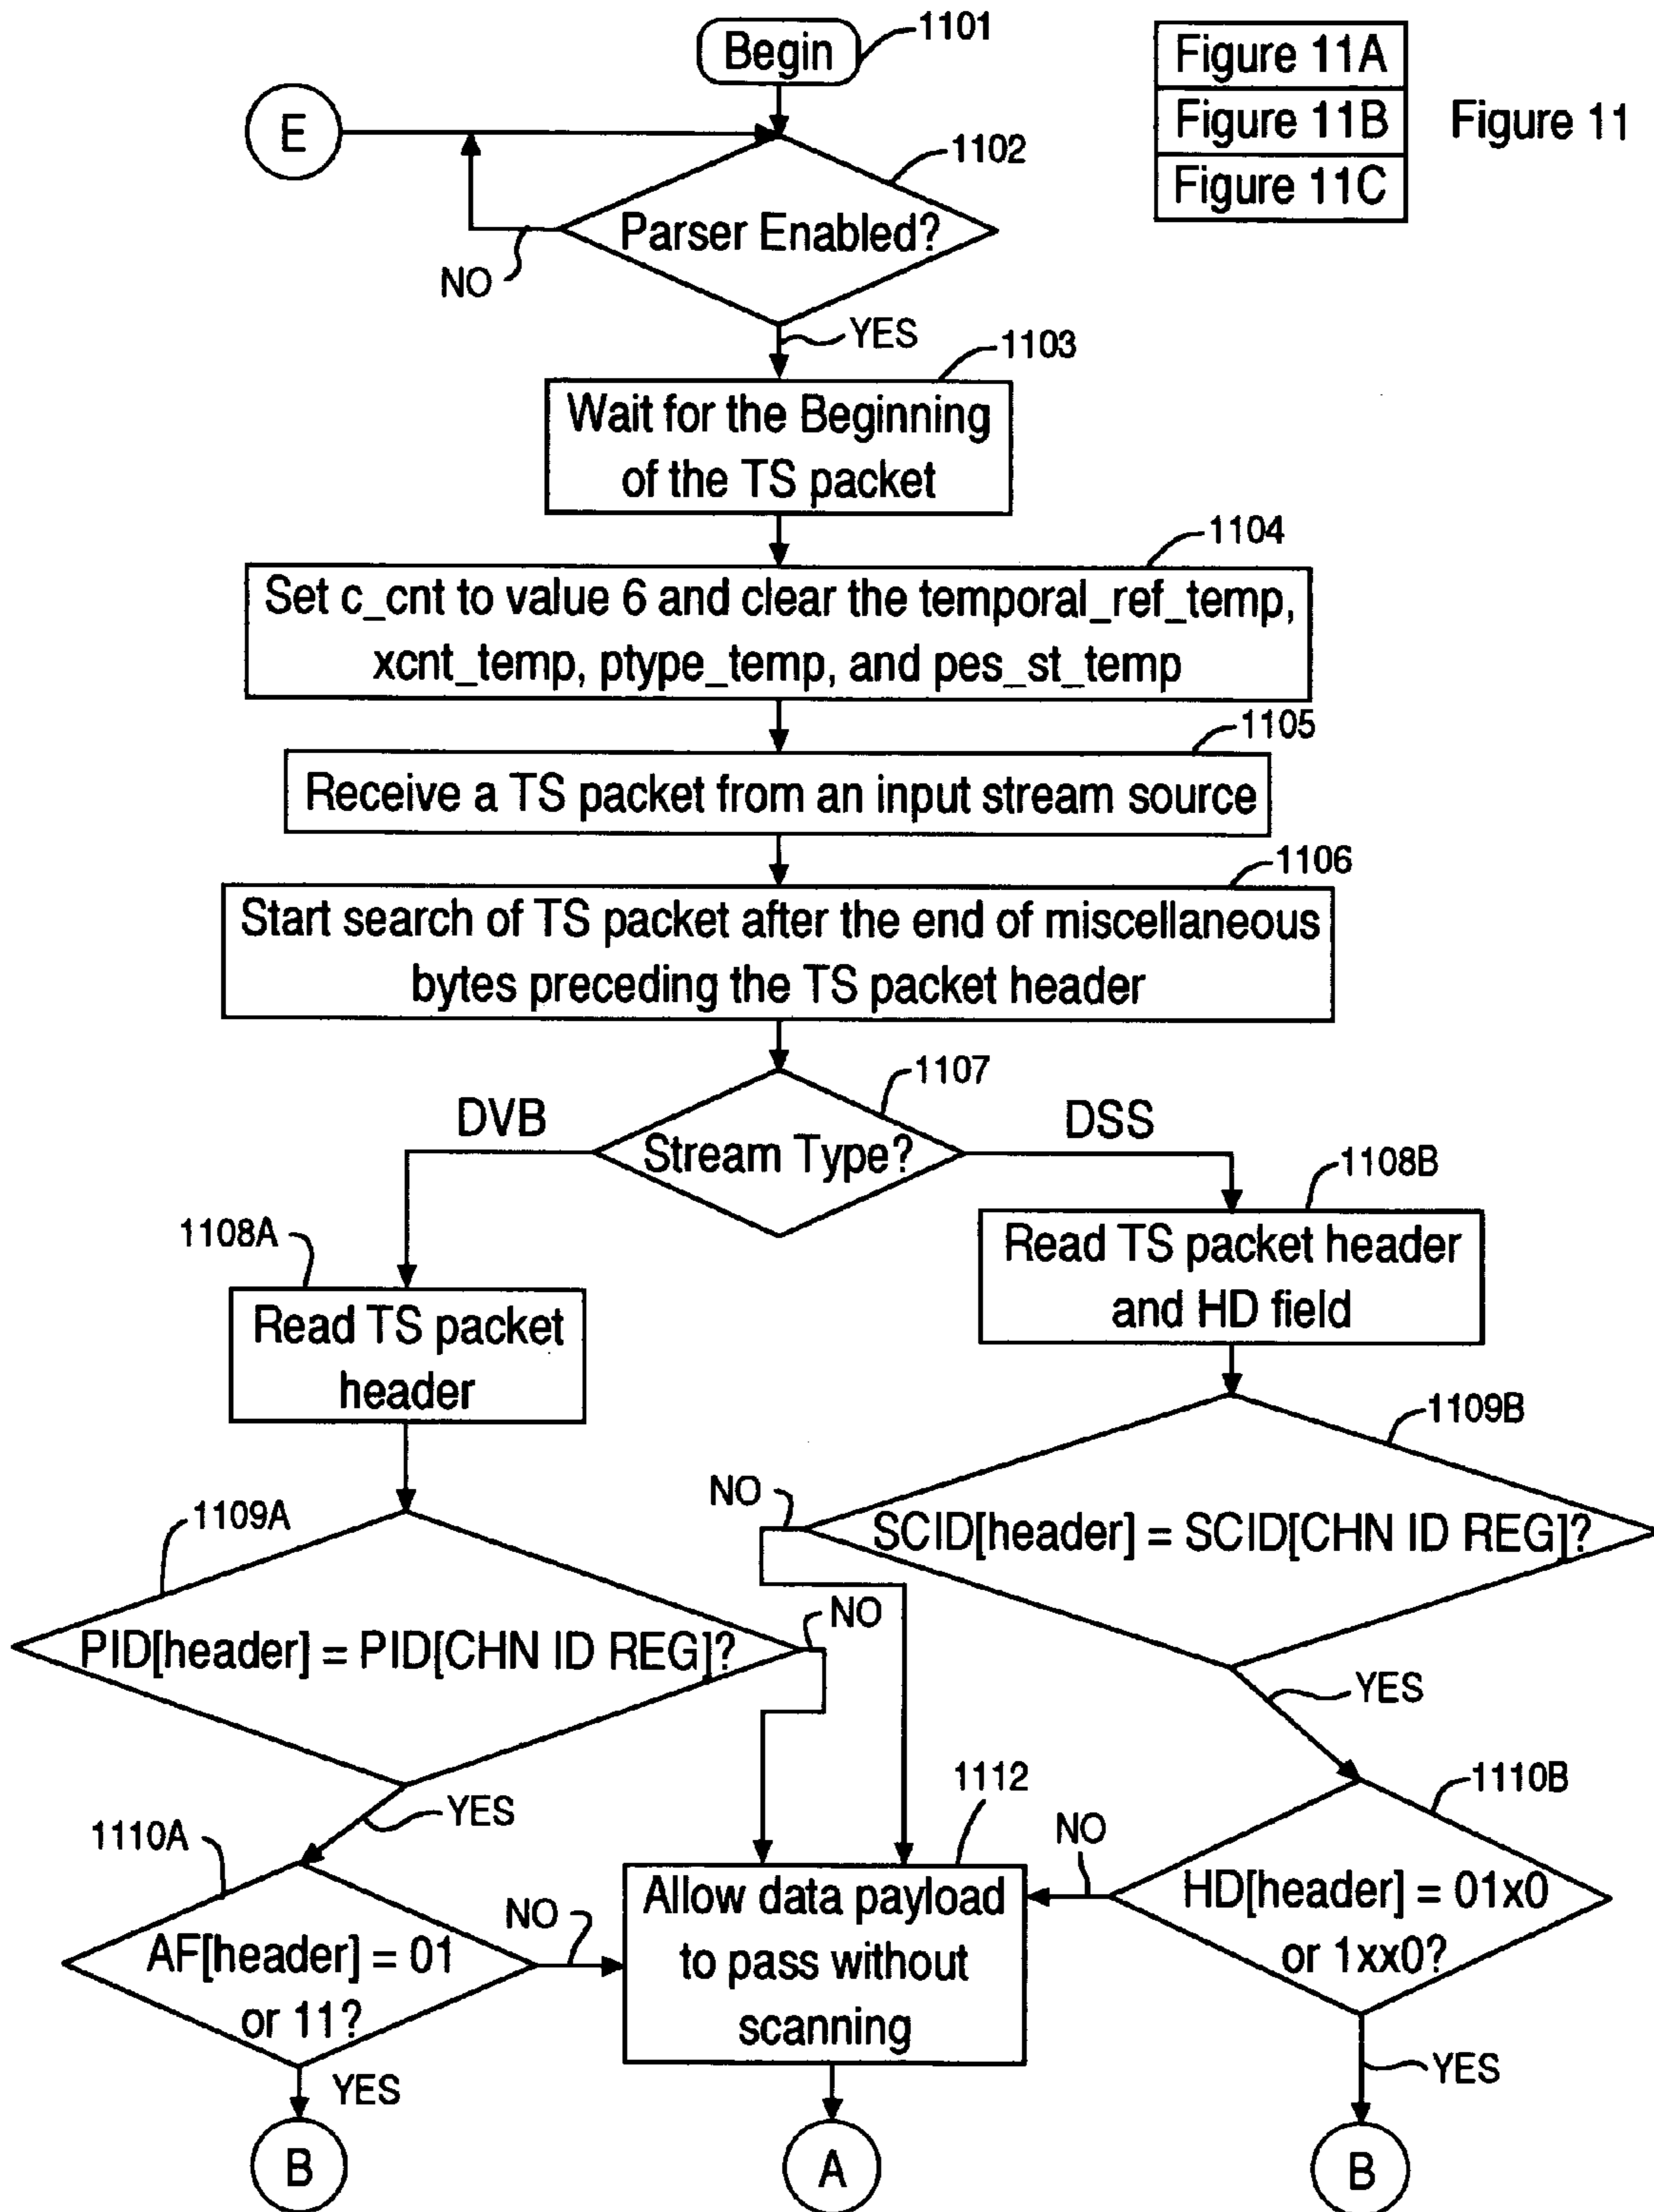 Begin
1101
Figure 11A
Figure 11B
Figure 11C
Figure 11
E
1102
Parser Enabled?
NO
YES
1103
Wait for the Beginning
of the TS packet
1104
Set c_cnt to value 6 and clear the temporal_ref_temp,
xcnt_temp, ptype_temp, and pes_st_temp
1105
Receive a TS packet from an input stream source
1106
Start search of TS packet after the end of miscellaneous
bytes preceding the TS packet header
1107
DVB
Stream Type?
DSS
1108A
Read TS packet
header
1108B
Read TS packet header
and HD field
1109A
PID[header] = PID[CHN ID REG]?
NO
YES
1109B
SCID[header] = SCID[CHN ID REG]?
NO
YES
1110A
AF[header] = 01
or 11?
NO
YES
1112
Allow data payload
to pass without
scanning
1110B
HD[header] = 01x0
or 1xx0?
NO
YES
B
A
B